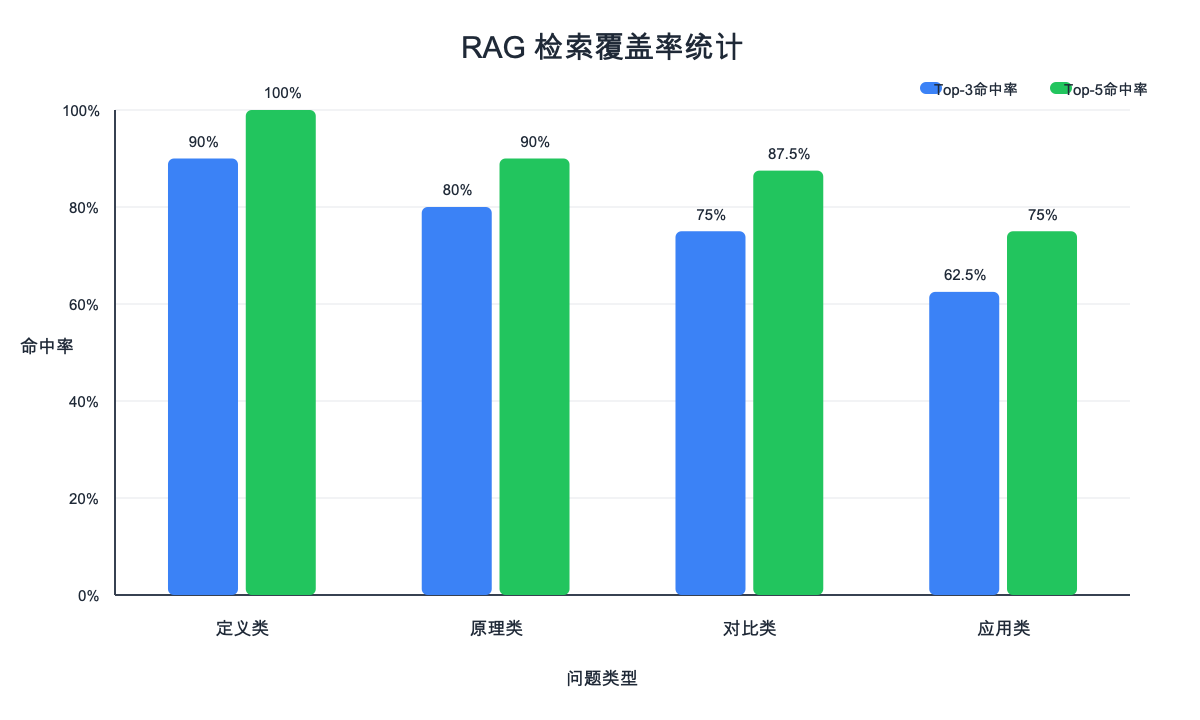 RAG 检索覆盖率统计
Top-3命中率
Top-5命中率
100%
80%
60%
40%
20%
0%
命中率
90%
100%
80%
90%
75%
87.5%
62.5%
75%
定义类
原理类
对比类
应用类
问题类型